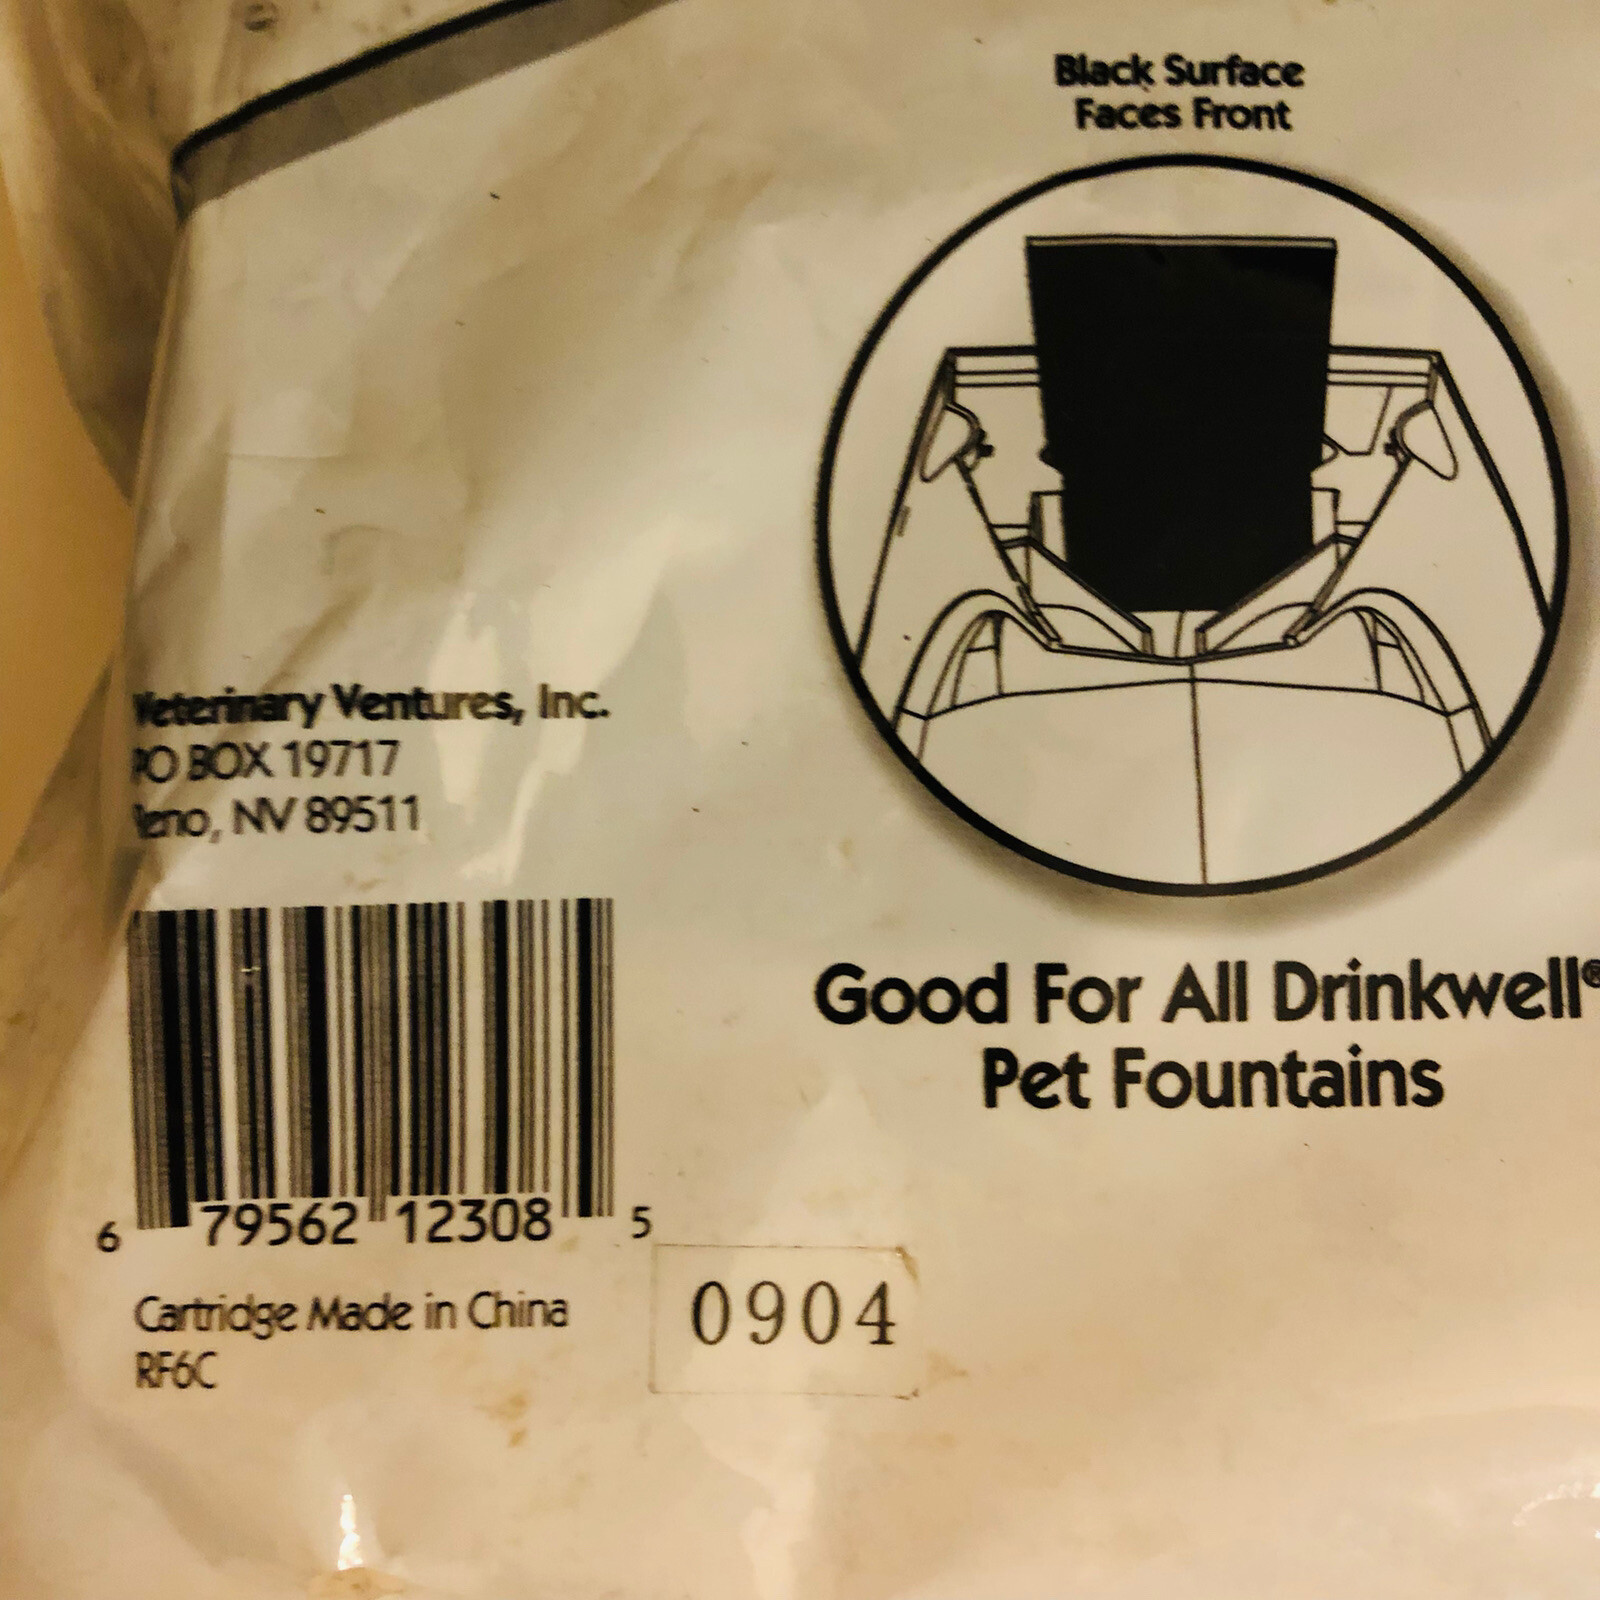 Black Surface
Faces Front
Veterinary Ventures, Inc.
PO BOX 19717
Reno, NV 89511
6 79562 12308 5
Cartridge Made in China
RF6C
0904
Good For All Drinkwell®
Pet Fountains